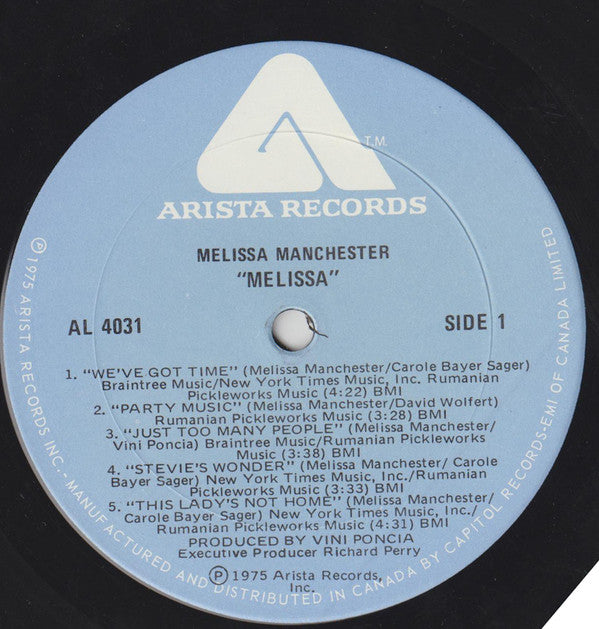 T.M.
ARISTA RECORDS
MELISSA MANCHESTER
"MELISSA"
AL 4031
SIDE 1
1. "WE'VE GOT TIME" (Melissa Manchester/Carole Bayer Sager)
Braintree Music/New York Times Music, Inc. Rumanian
Pickleworks Music (4:22) BMI
2. "PARTY MUSIC" (Melissa Manchester/David Wolfert)
Rumanian Pickleworks Music (3:28) BMI
3. "JUST TOO MANY PEOPLE" (Melissa Manchester/
Vini Poncia) Braintree Music/Rumanian Pickleworks
Music (3:38) BMI
4. "STEVIE'S WONDER" (Melissa Manchester/ Carole
Bayer Sager) New York Times Music, Inc./Rumanian
Pickleworks Music (3:33) BMI
5. "THIS LADY'S NOT HOME" (Melissa Manchester/
Carole Bayer Sager) New York Times Music, Inc./
Rumanian Pickleworks Music (4:31) BMI
PRODUCED BY VINI PONCIA
Executive Producer Richard Perry
Ⓟ 1975 Arista Records,
Inc.
Ⓟ 1975 ARISTA RECORDS INC.-MANUFACTURED AND DISTRIBUTED IN CANADA BY CAPITOL RECORDS-EMI OF CANADA LIMITED